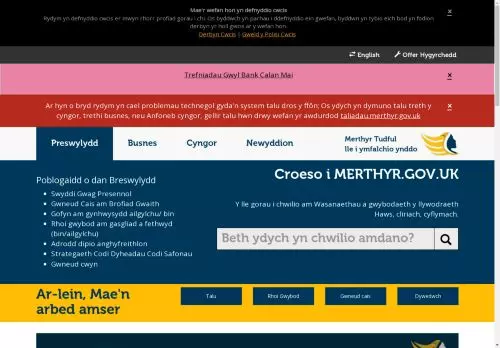 Mae'r wefan hon yn defnyddio cwcis
Rydym yn defnyddio cwcis er mwyn rhoi'r profiad gorau i chi. Os byddwch yn parhau i ddefnyddio ein gwefan, byddwn yn tybio eich bod yn fodlon
derbyn yr holl gwcis ar y wefan hon.
Derbyn Cwcis | Gweld y Polisi Cwcis
x
English
Offer Hygyrchedd
Trefniadau Gwyl Bank Calan Mai
x
Ar hyn o bryd rydym yn cael problemau technegol gyda'n system talu dros y ffôn; Os ydych yn dymuno talu treth y
cyngor, trethi busnes, neu Anfoneb cyngor, gellir talu hwn drwy wefan yr awdurdod taliadau.merthyr.gov.uk
x
Preswylydd
Busnes
Cyngor
Newyddion
Merthyr Tudful
lle i ymfalchïo ynddo
Poblogaidd o dan Breswylydd
Swyddi Gwag Presennol
Gwneud Cais am Brofiad Gwaith
Gofyn am gynhwysydd ailgylchu/ bin
Rhoi gwybod am gasgliad a fethwyd
(bin/ailgylchu)
Adrodd dipio anghyfreithlon
Strategaeth Codi Dyheadau Codi Safonau
Gwneud cwyn
Croeso i MERTHYR.GOV.UK
Y lle gorau i chwilio am Wasanaethau a gwybodaeth y llywodraeth
Haws, cliriach, cyflymach.
Beth ydych yn chwilio amdano?
Ar-lein, Mae'n
arbed amser
Talu
Rhoi Gwybod
Gwneud cais
Dywedwch